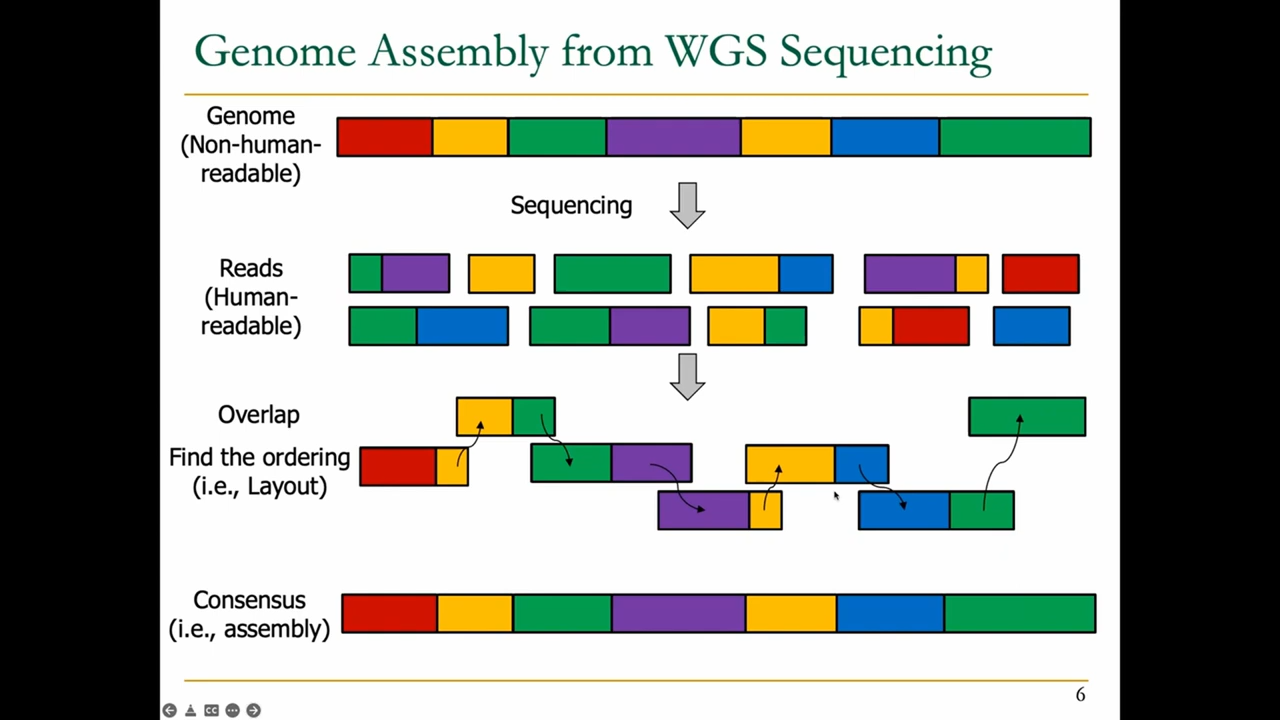 Genome Assembly from WGS Sequencing
Genome
(Non-human-
readable)
Sequencing
Reads
(Human-
readable)
Overlap
Find the ordering
(i.e., Layout)
Consensus
(i.e., assembly)
6
CC